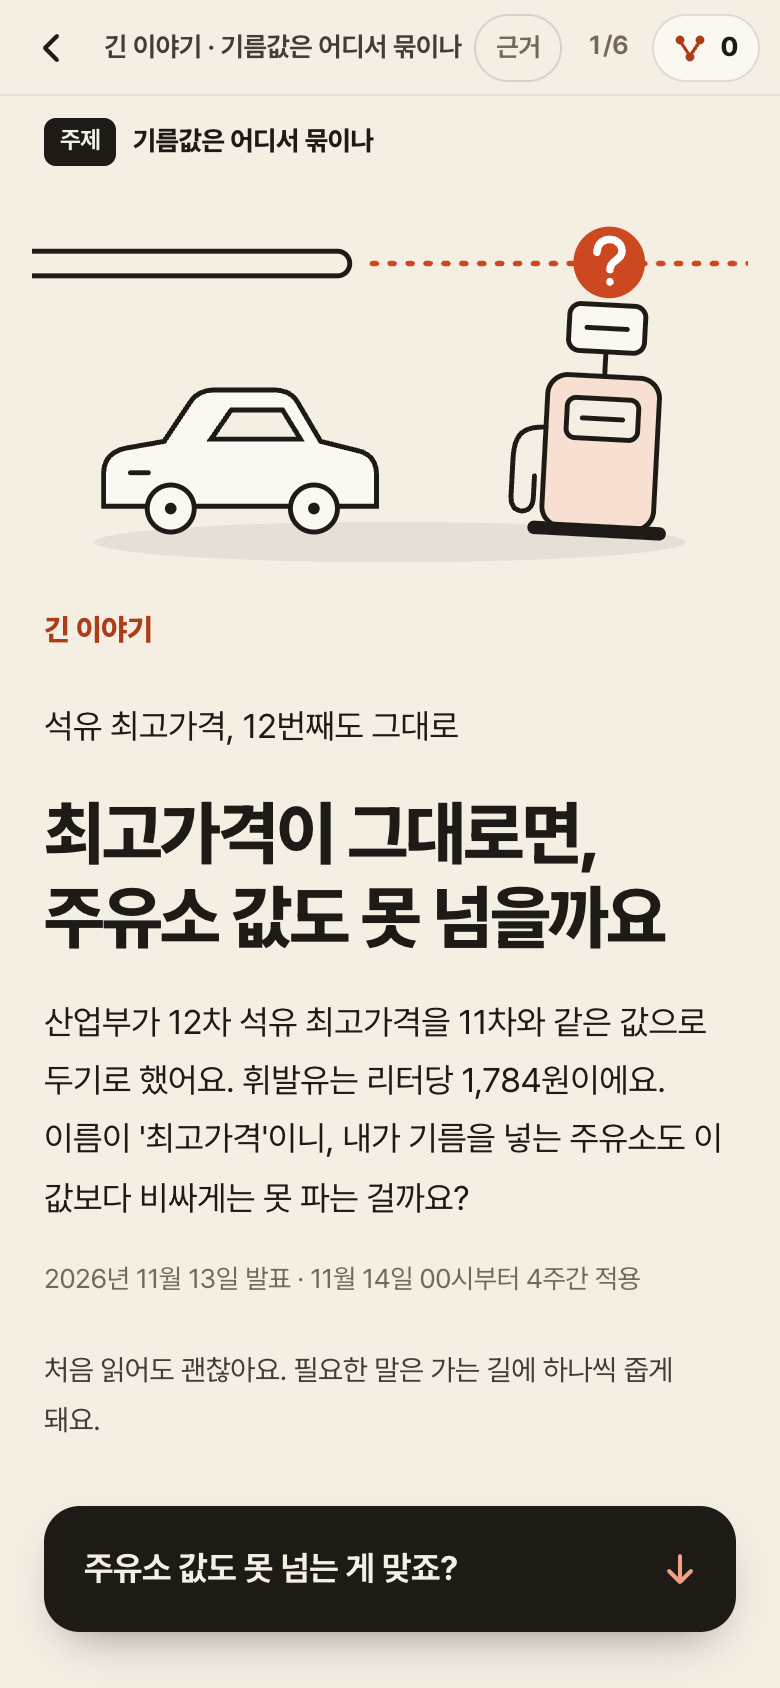 긴 이야기 · 기름값은 어디서 묶이나 근거 1/6 0
주제 기름값은 어디서 묶이나
?
긴 이야기
석유 최고가격, 12번째도 그대로
최고가격이 그대로면,
주유소 값도 못 넘을까요
산업부가 12차 석유 최고가격을 11차와 같은 값으로
두기로 했어요. 휘발유는 리터당 1,784원이에요.
이름이 '최고가격'이니, 내가 기름을 넣는 주유소도 이
값보다 비싸게는 못 파는 걸까요?
2026년 11월 13일 발표 · 11월 14일 00시부터 4주간 적용
처음 읽어도 괜찮아요. 필요한 말은 가는 길에 하나씩 줍게
돼요.
주유소 값도 못 넘는 게 맞죠?